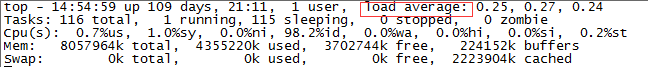 top - 14:54:59 up 109 days, 21:11, 1 user, load average: 0.25, 0.27, 0.24
Tasks: 116 total, 1 running, 115 sleeping, 0 stopped, 0 zombie
Cpu(s): 0.7%us, 1.0%sy, 0.0%ni, 98.2%id, 0.0%wa, 0.0%hi, 0.0%si, 0.2%st
Mem: 8057964k total, 4355220k used, 3702744k free, 224152k buffers
Swap: 0k total, 0k used, 0k free, 2223904k cached